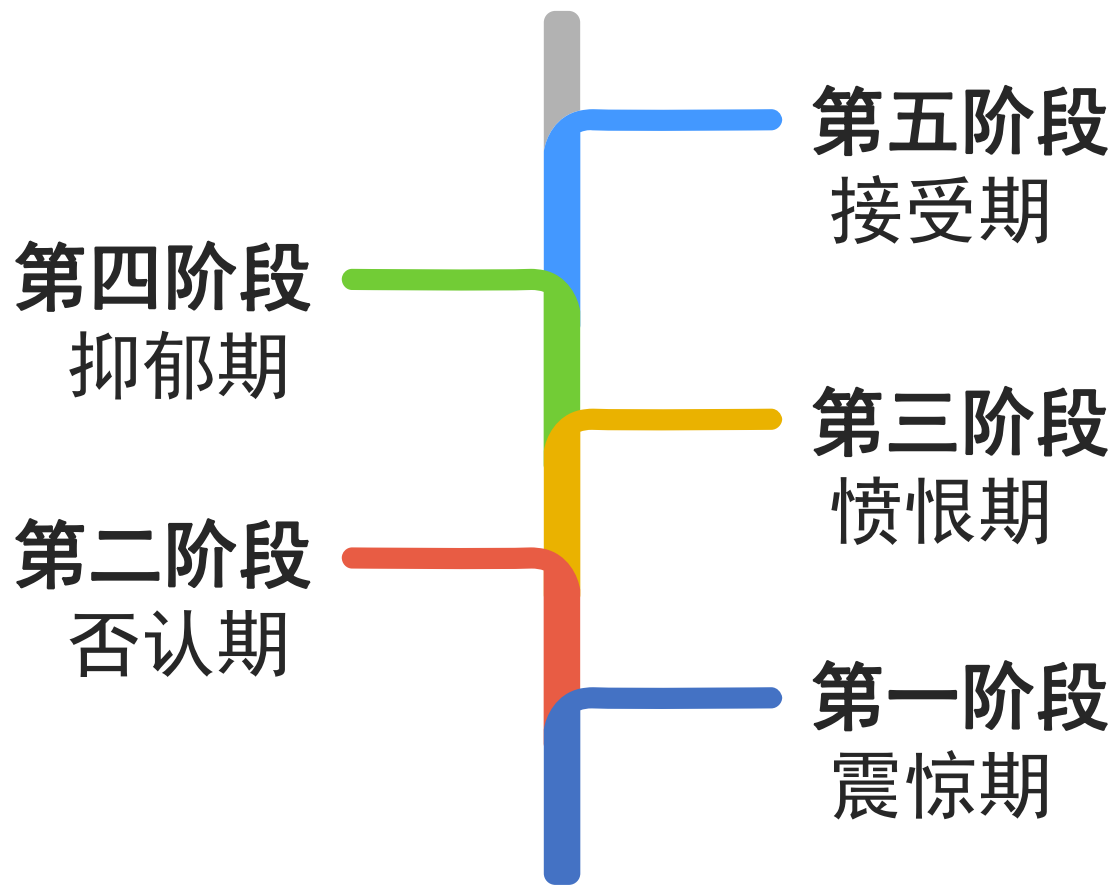 第五阶段
接受期
第四阶段
抑郁期
第三阶段
愤恨期
第二阶段
否认期
第一阶段
震惊期